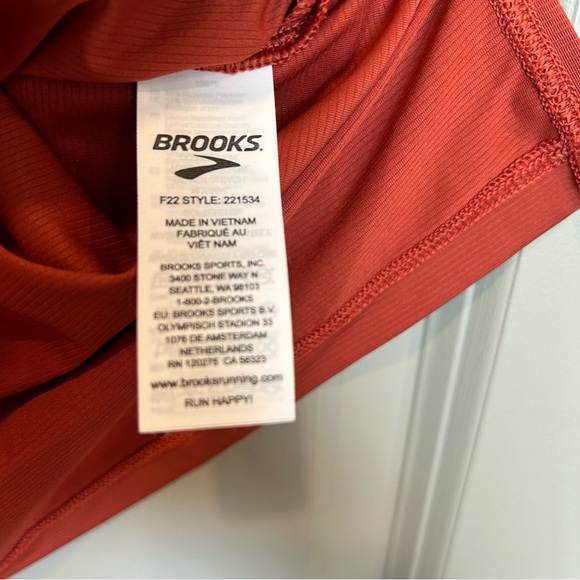 BROOKS.
F22 STYLE: 221534
MADE IN VIETNAM
FABRIQUÉ AU
VIÊT NAM
BROOKS SPORTS, INC.
3400 STONE WAY N
SEATTLE, WA 98103
1-800-2-BROOKS
EU: BROOKS SPORTS B.V.
OLYMPISCH STADION 33
1076 DE AMSTERDAM
NETHERLANDS
RN 120275 CA 56323
www.brooksrunning.com
RUN HAPPY!